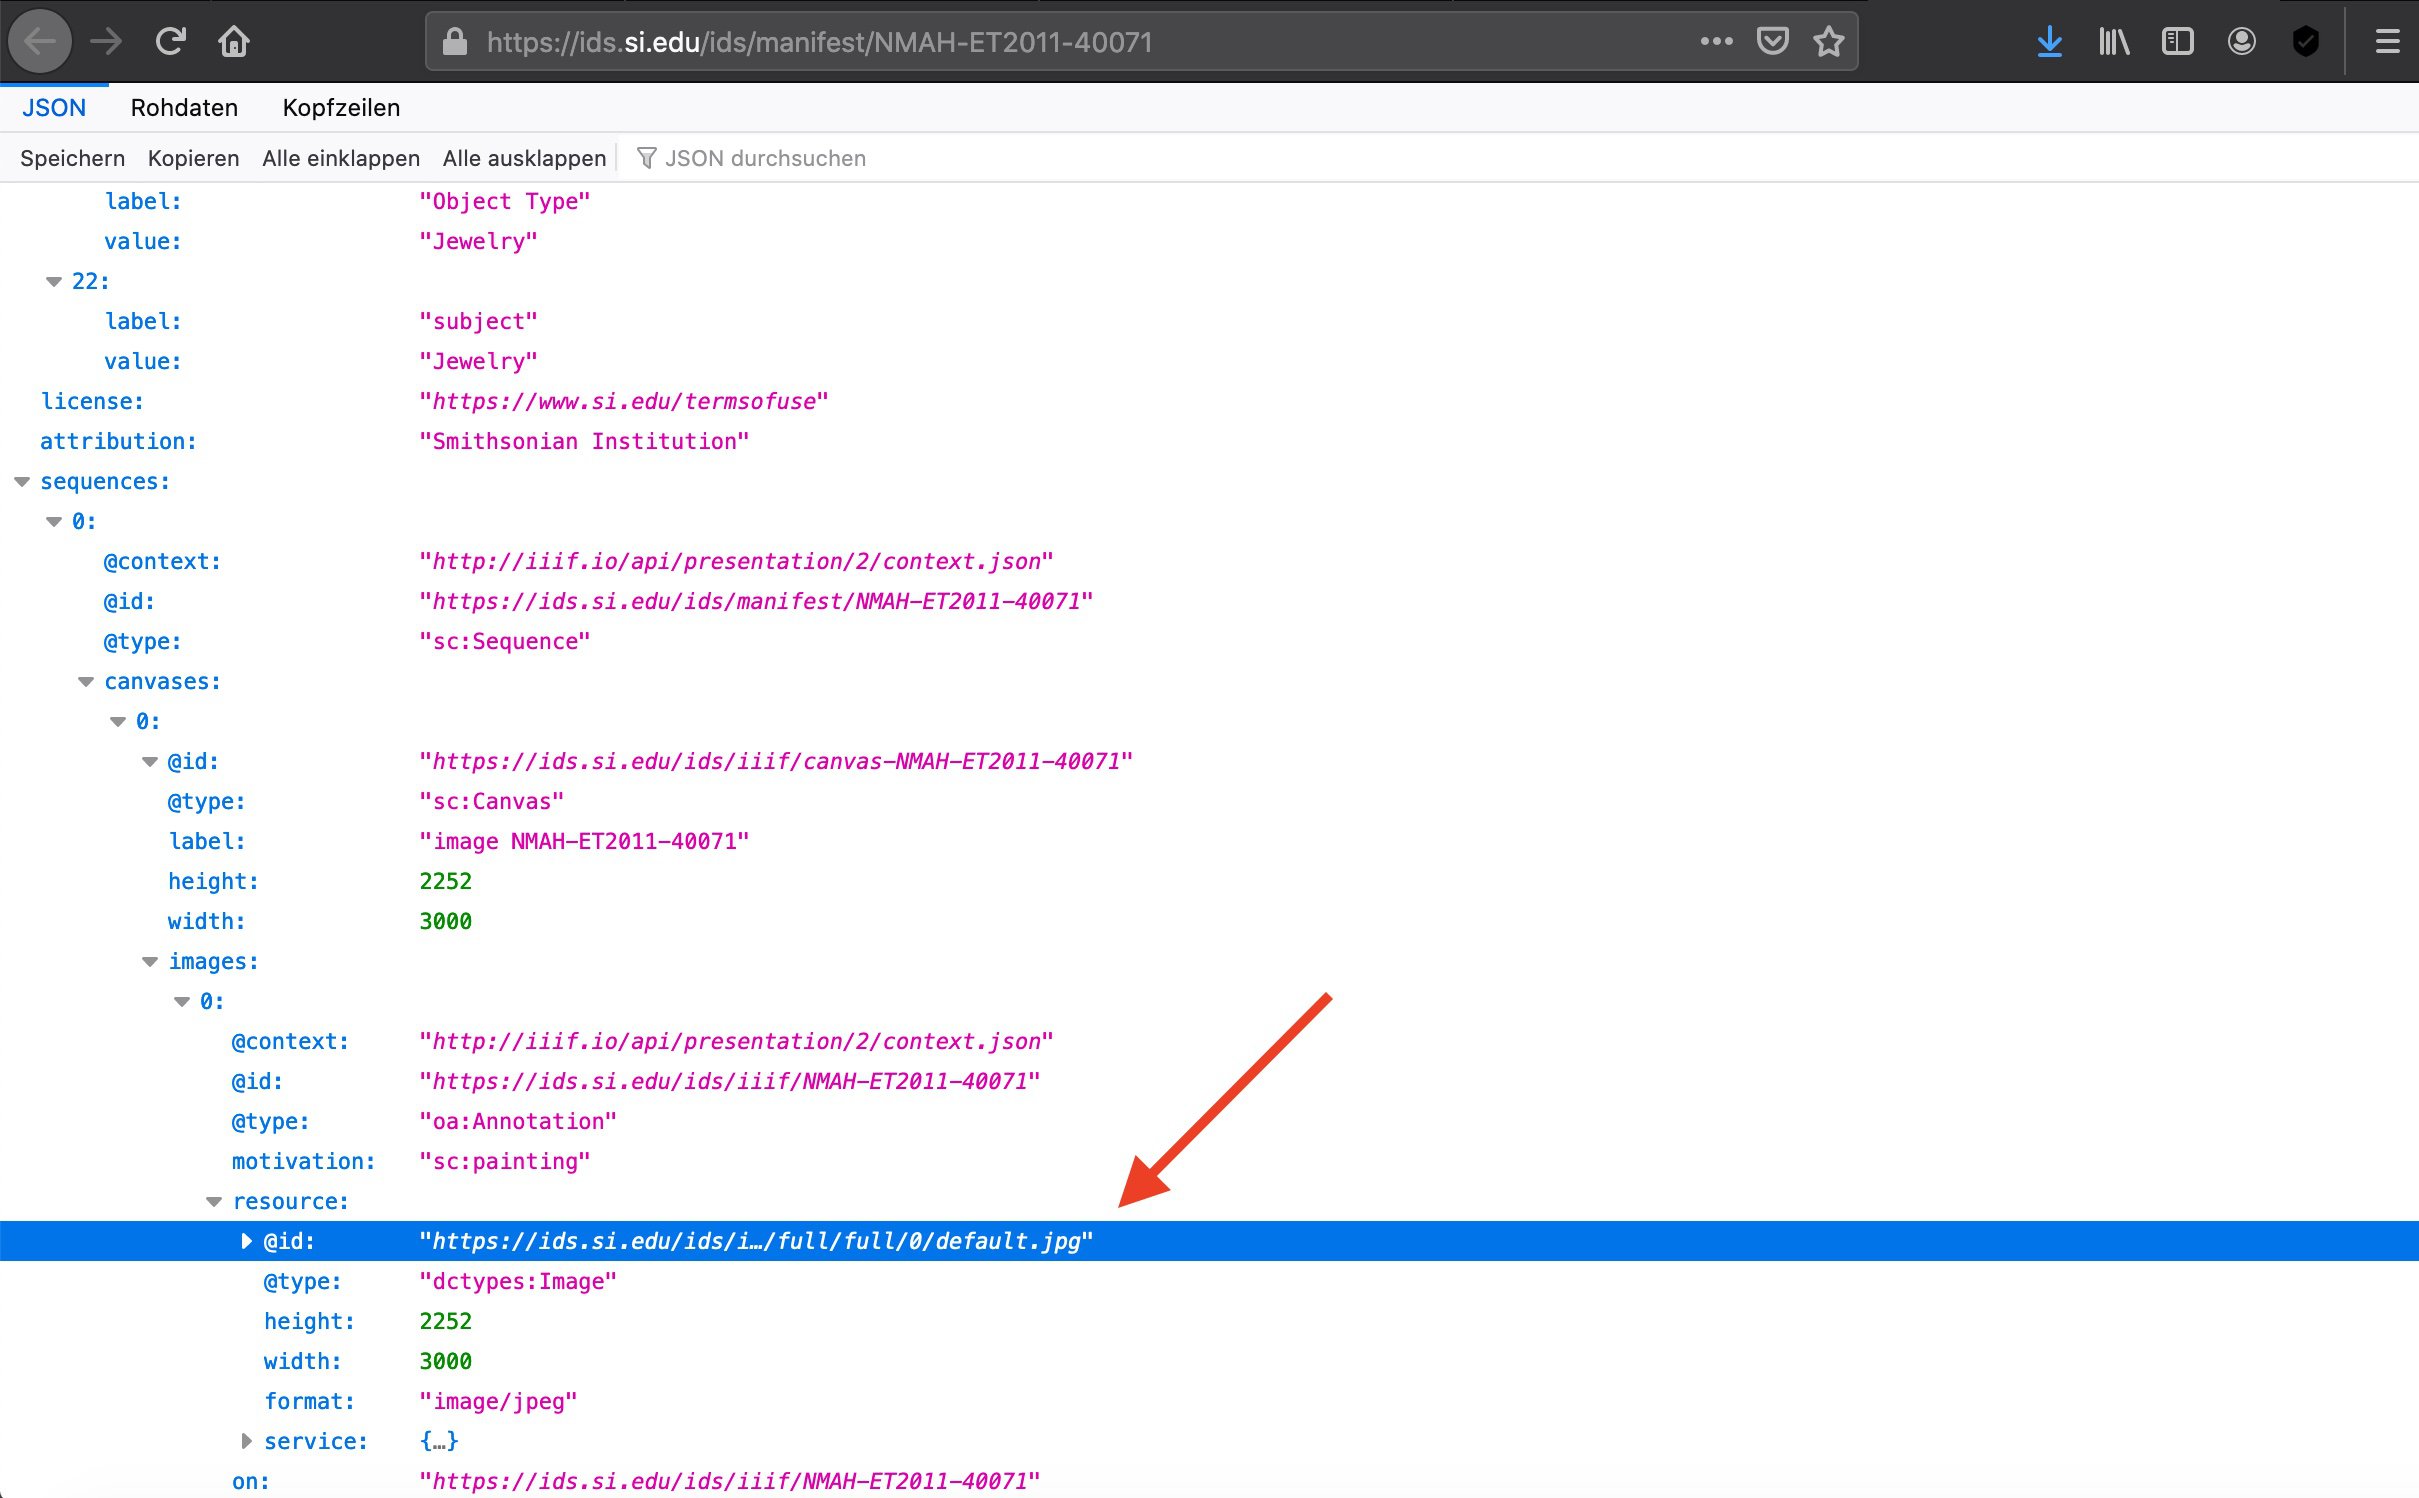 https://ids.si.edu/ids/manifest/NMAH-ET2011-40071
JSON Rohdaten Kopfzeilen
Speichern Kopieren Alle einklappen Alle ausklappen JSON durchsuchen
label: "Object Type"
value: "Jewelry"
22:
label: "subject"
value: "Jewelry"
license: "https://www.si.edu/termsofuse"
attribution: "Smithsonian Institution"
sequences:
0:
@context: "http://iiif.io/api/presentation/2/context.json"
@id: "https://ids.si.edu/ids/manifest/NMAH-ET2011-40071"
@type: "sc:Sequence"
canvases:
0:
@id: "https://ids.si.edu/ids/iiif/canvas-NMAH-ET2011-40071"
@type: "sc:Canvas"
label: "image NMAH-ET2011-40071"
height: 2252
width: 3000
images:
0:
@context: "http://iiif.io/api/presentation/2/context.json"
@id: "https://ids.si.edu/ids/iiif/NMAH-ET2011-40071"
@type: "oa:Annotation"
motivation: "sc:painting"
resource:
@id: "https://ids.si.edu/ids/i…/full/full/0/default.jpg"
@type: "dctypes:Image"
height: 2252
width: 3000
format: "image/jpeg"
service: {…}
on: "https://ids.si.edu/ids/iiif/NMAH-ET2011-40071"